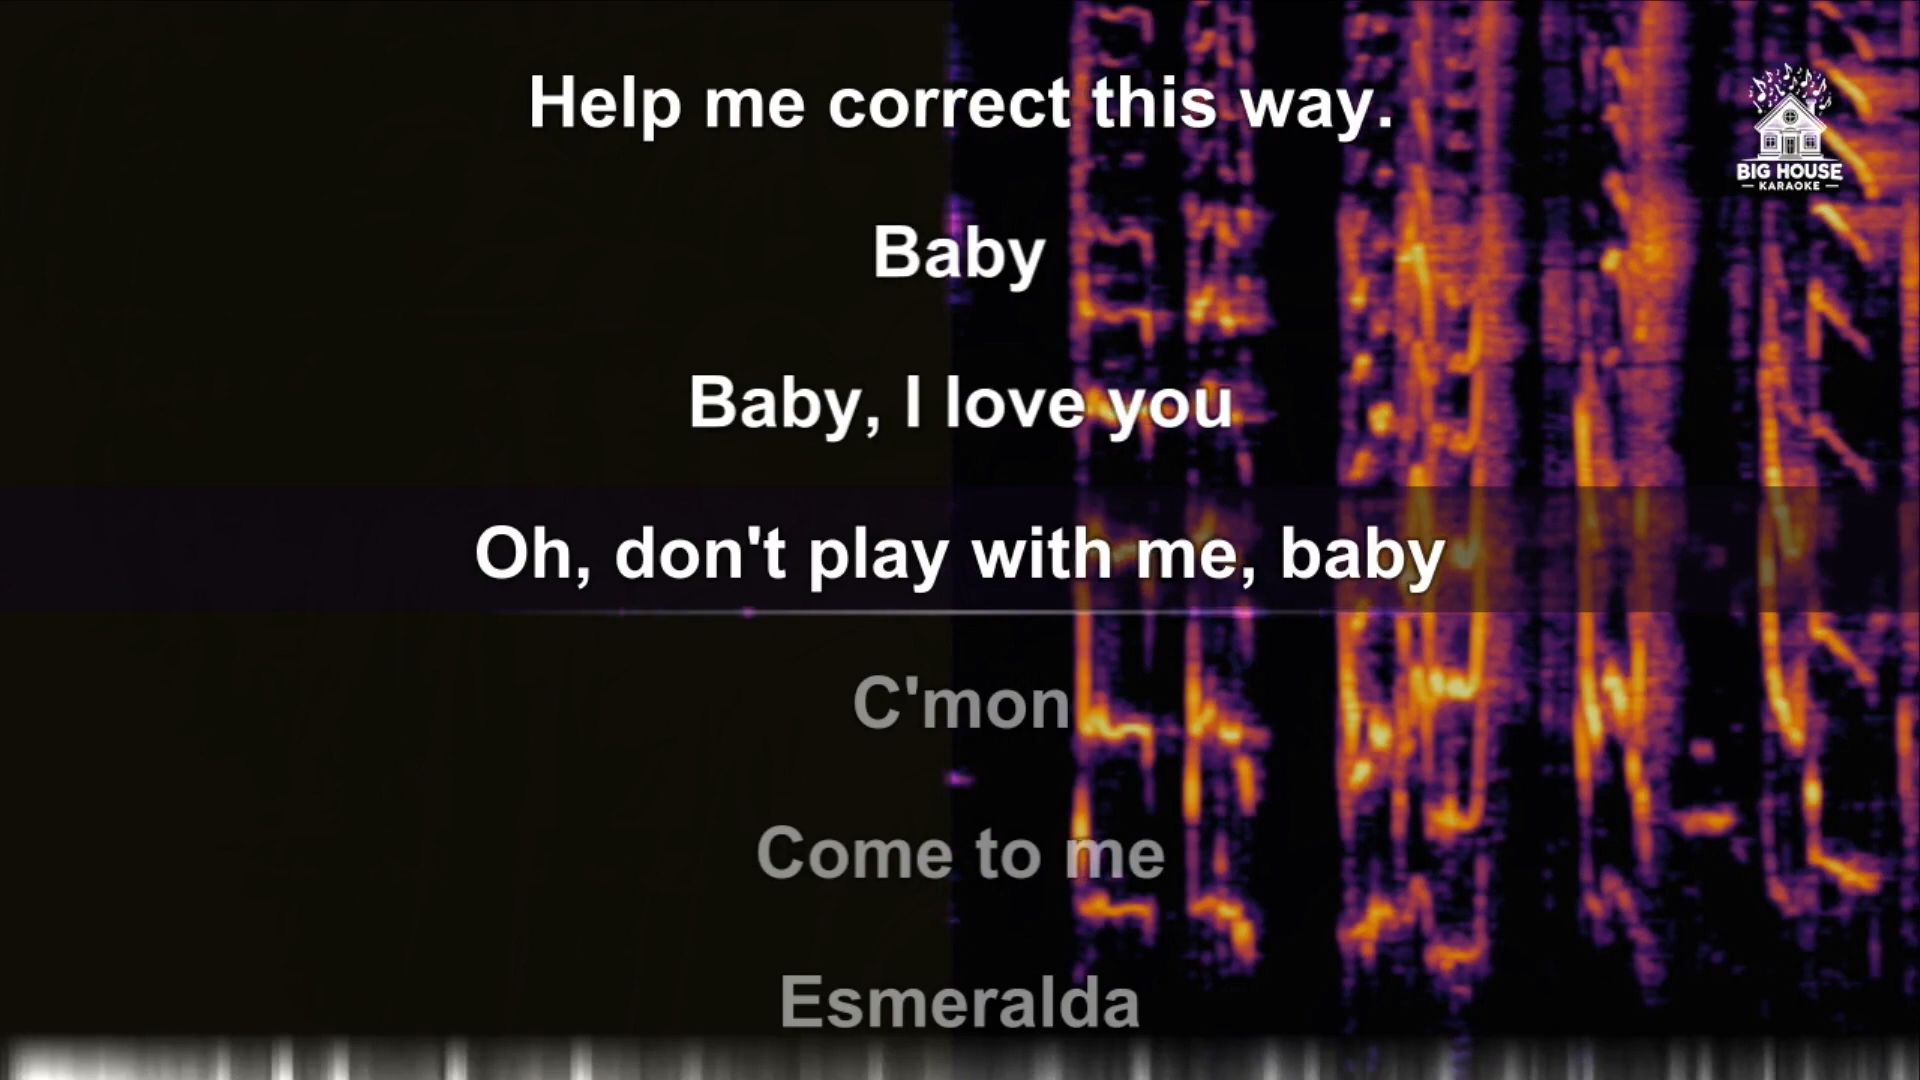 Help me correct this way.
BIG HOUSE
KARAOKE
Baby
Baby, I love you
Oh, don't play with me, baby
C'mon
Come to me
Esmeralda